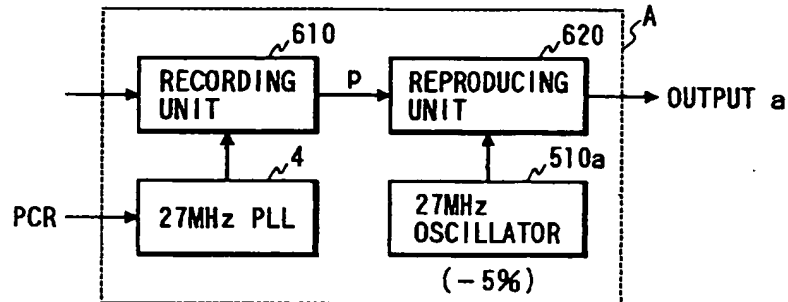 610
620
A
RECORDING
UNIT
P
REPRODUCING
UNIT
OUTPUT a
4
510a
PCR
27MHz PLL
27MHz
OSCILLATOR
(-5%)